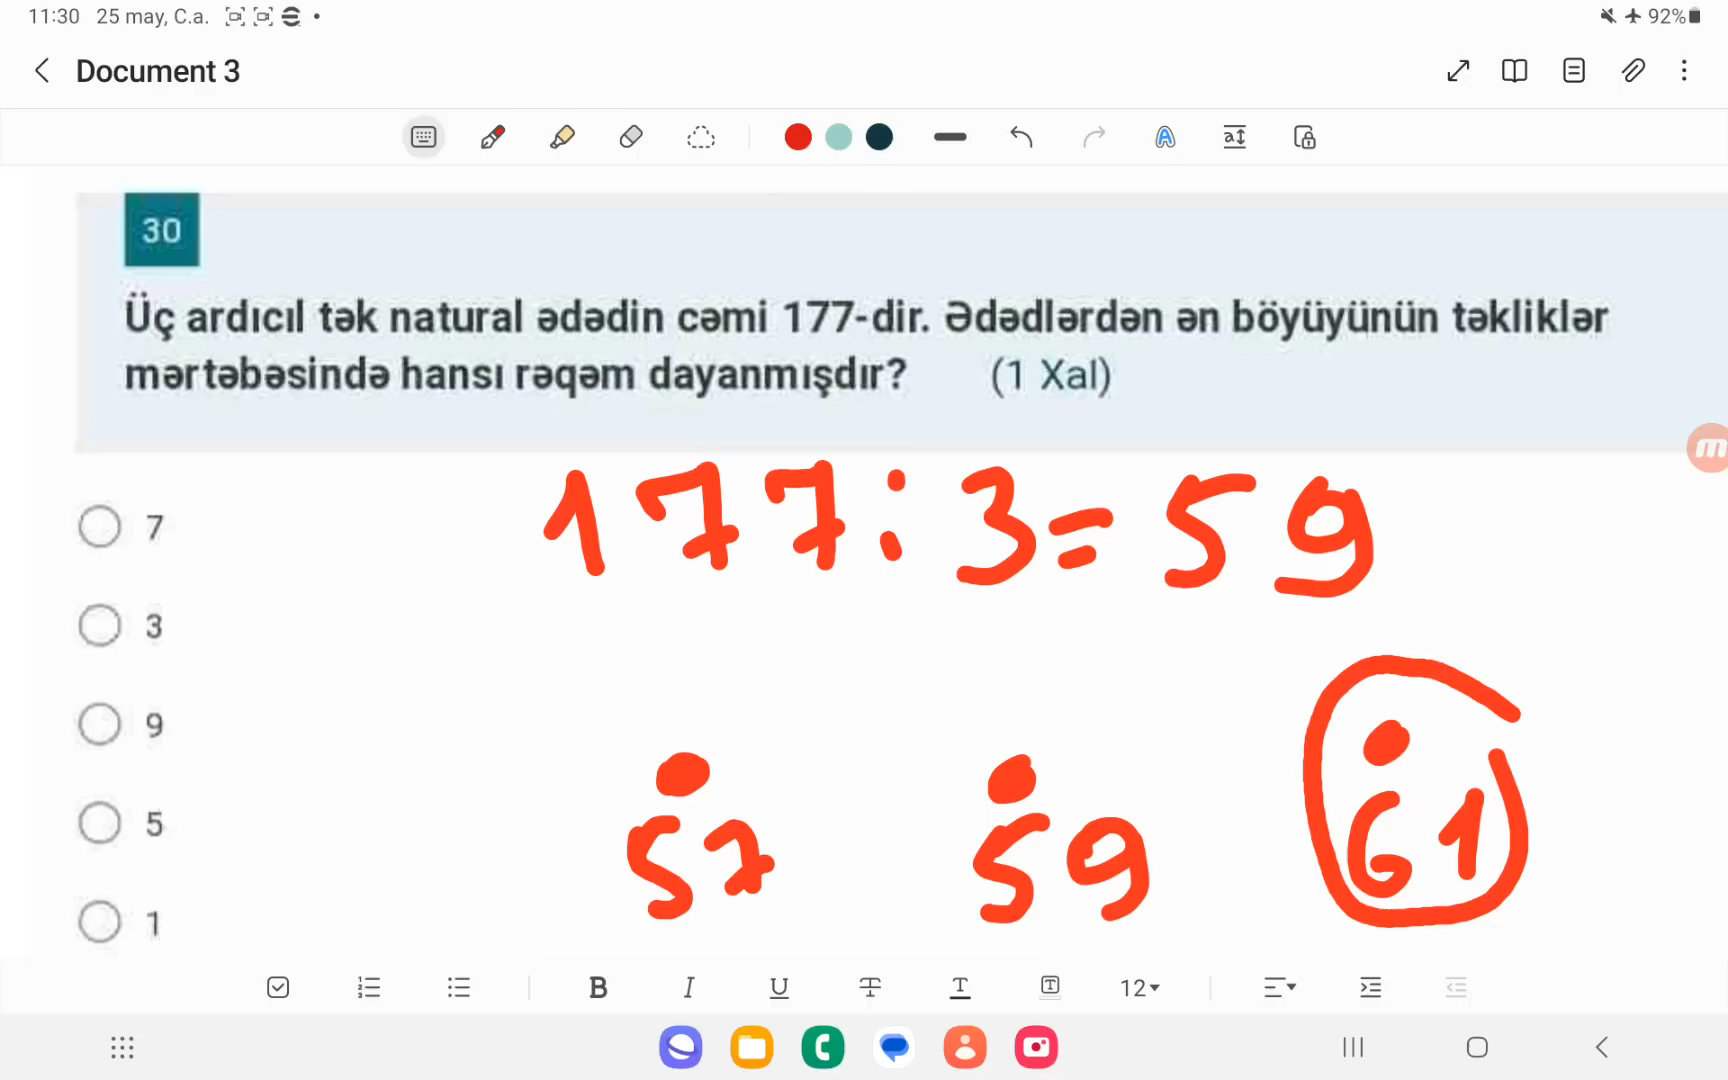 11:30 25 may, C.a.
92%
Document 3
30
Üç ardıcıl tək natural ədədin cəmi 177-dir. Ədədlərdən ən böyüyünün təkliklər
mərtəbəsində hansı rəqəm dayanmışdır? (1 Xal)
177:3=59
7
3
9
5
1
57 59 61
B I U T T T 12